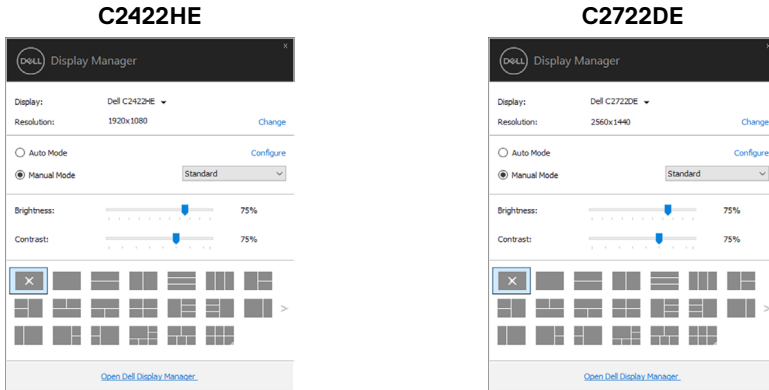 C2422HE
DELL Display Manager
x
Display: Dell C2422HE
Resolution: 1920x1080 Change
Auto Mode Configure
Manual Mode Standard
Brightness: 75%
Contrast: 75%
Open Dell Display Manager
C2722DE
DELL Display Manager
x
Display: Dell C2722DE
Resolution: 2560x1440 Change
Auto Mode Configure
Manual Mode Standard
Brightness: 75%
Contrast: 75%
Open Dell Display Manager